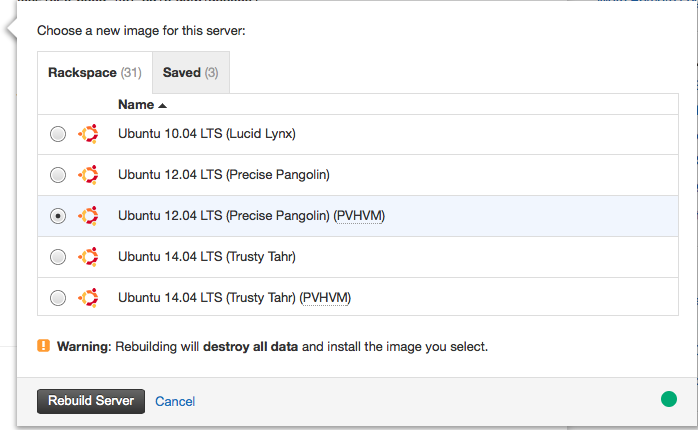 Choose a new image for this server:
Rackspace (31) Saved (3)
Name
Ubuntu 10.04 LTS (Lucid Lynx)
Ubuntu 12.04 LTS (Precise Pangolin)
Ubuntu 12.04 LTS (Precise Pangolin) (PVHVM)
Ubuntu 14.04 LTS (Trusty Tahr)
Ubuntu 14.04 LTS (Trusty Tahr) (PVHVM)
Warning: Rebuilding will destroy all data and install the image you select.
Rebuild Server Cancel